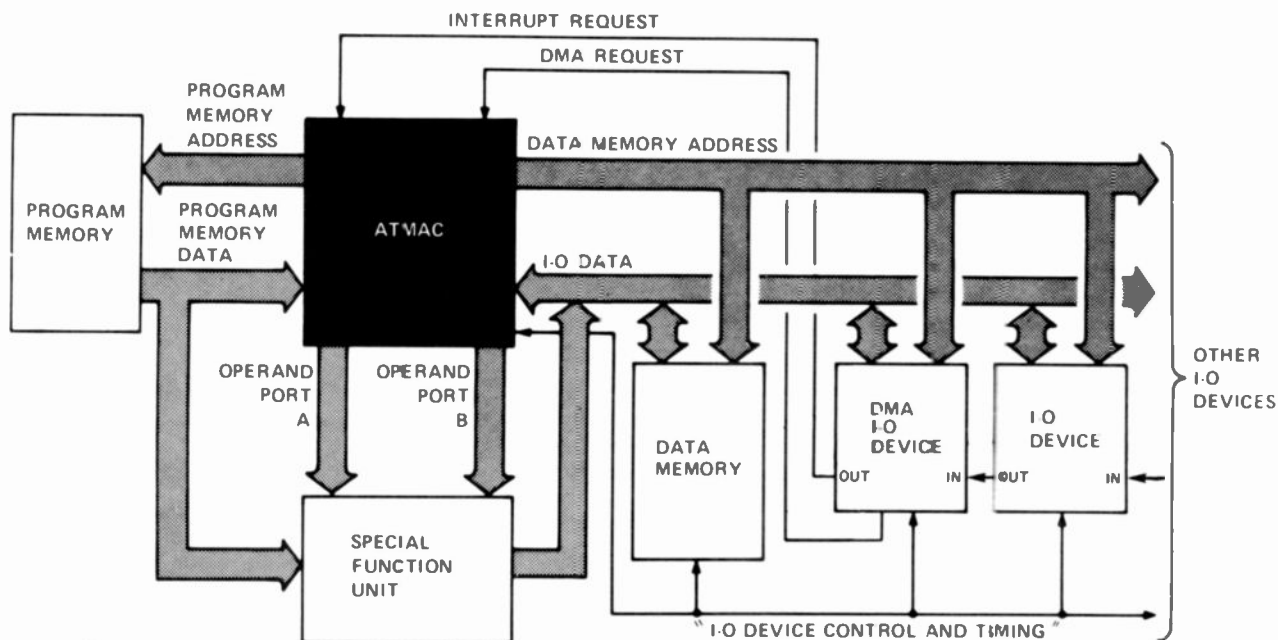 INTERRUPT REQUEST
DMA REQUEST
PROGRAM
MEMORY
ADDRESS
DATA MEMORY ADDRESS
PROGRAM
MEMORY
PROGRAM
MEMORY
DATA
ATMAC
I-O DATA
OPERAND
PORT
A
OPERAND
PORT
B
OTHER
I-O
DEVICES
DATA
MEMORY
DMA
I-O
DEVICE
OUT
IN
I-O
DEVICE
OUT
IN
SPECIAL
FUNCTION
UNIT
"I-O DEVICE CONTROL AND TIMING"